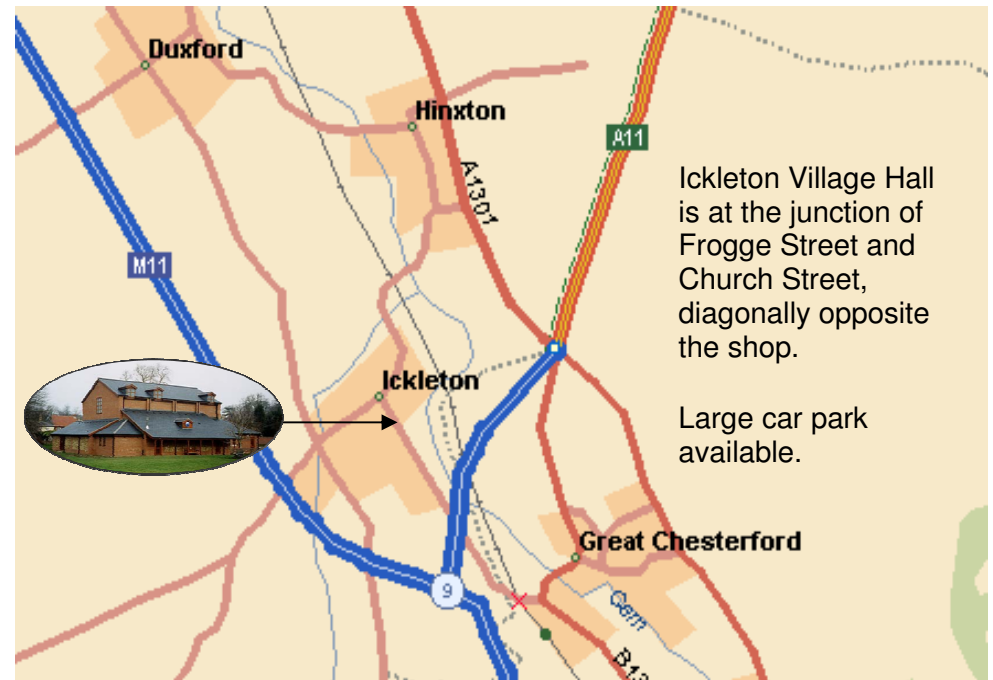 Duxford
Hinxton
A11
A1301
Ickleton Village Hall
is at the junction of
Frogge Street and
Church Street,
diagonally opposite
the shop.
M11
Ickleton
Large car park
available.
Great Chesterford
9
Cam
B13